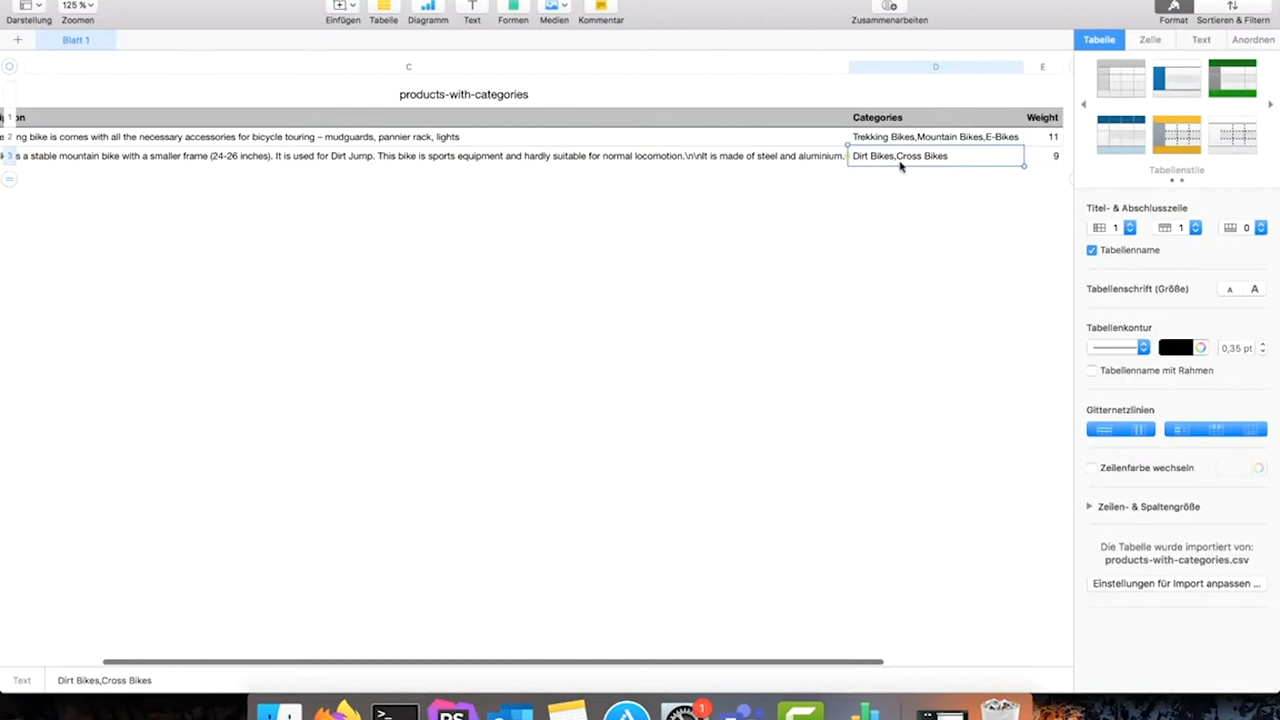 Darstellung
125 %
Zoomen
Einfügen
Tabelle
Diagramm
Text
Formen
Medien
Kommentar
Zusammenarbeiten
Format
Sortieren & Filtern
+
Blatt 1
Tabelle
Zelle
Text
Anordnen
C
D
E
products-with-categories
1 on
Categories
Weight
2 ng bike is comes with all the necessary accessories for bicycle touring – mudguards, pannier rack, lights
Trekking Bikes,Mountain Bikes,E-Bikes
11
3 s a stable mountain bike with a smaller frame (24-26 inches). It is used for Dirt Jump. This bike is sports equipment and hardly suitable for normal locomotion.\n\nIt is made of steel and aluminium.
Dirt Bikes,Cross Bikes
9
Tabellenstile
Titel- & Abschlusszeile
1
1
0
Tabellenname
Tabellenschrift (Größe)
A
A
Tabellenkontur
0,35 pt
Tabellenname mit Rahmen
Gitternetzlinien
Zeilenfarbe wechseln
Zeilen- & Spaltengröße
Die Tabelle wurde importiert von:
products-with-categories.csv
Einstellungen für Import anpassen ...
Text
Dirt Bikes,Cross Bikes
PS
1